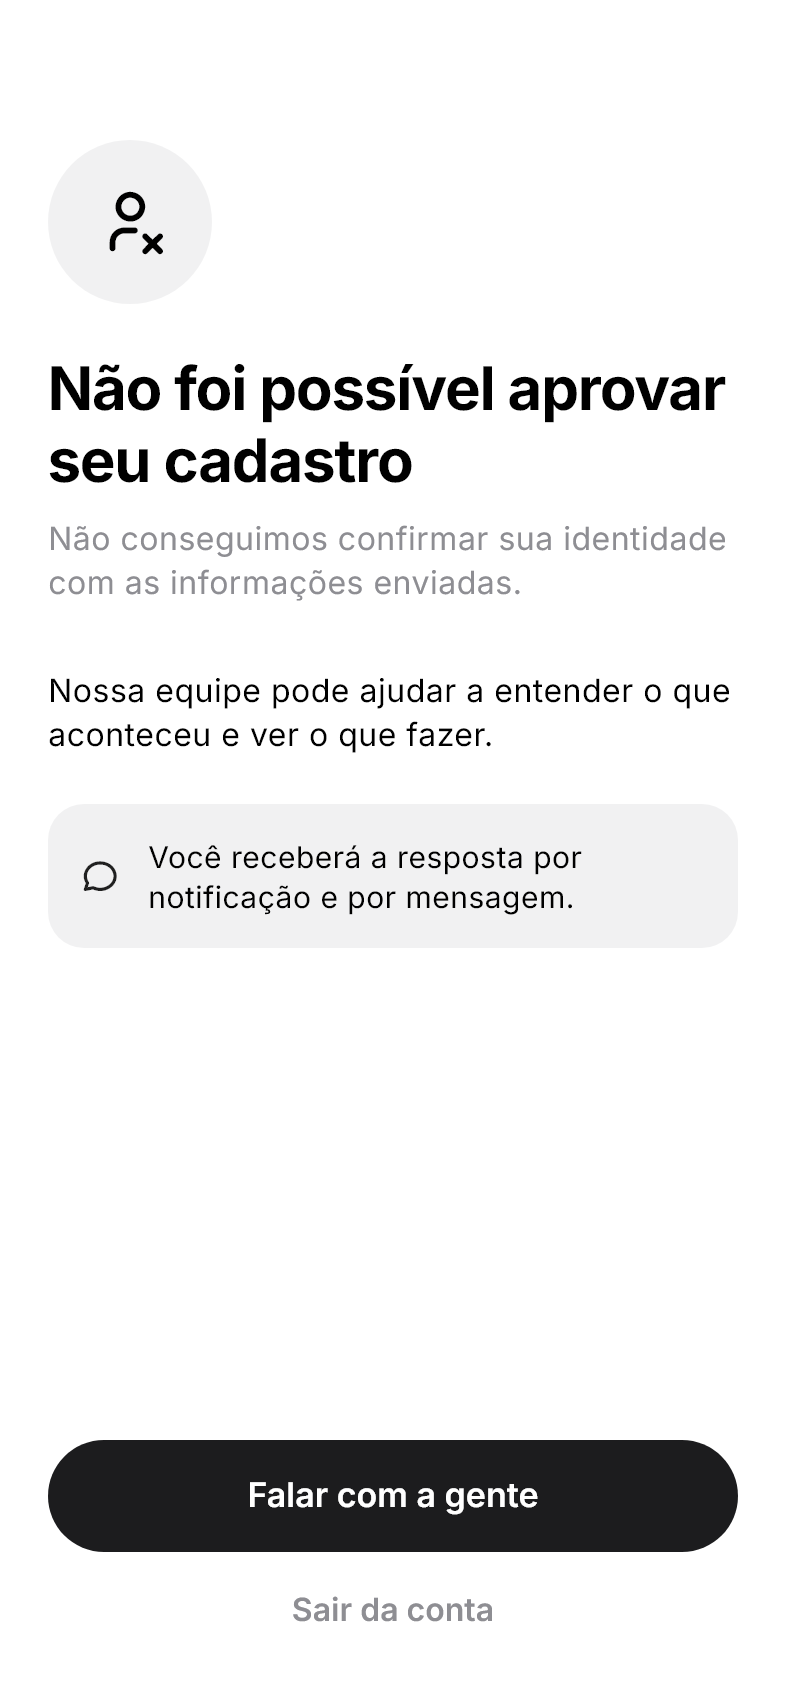 Não foi possível aprovar
seu cadastro
Não conseguimos confirmar sua identidade
com as informações enviadas.
Nossa equipe pode ajudar a entender o que
aconteceu e ver o que fazer.
Você receberá a resposta por
notificação e por mensagem.
Falar com a gente
Sair da conta